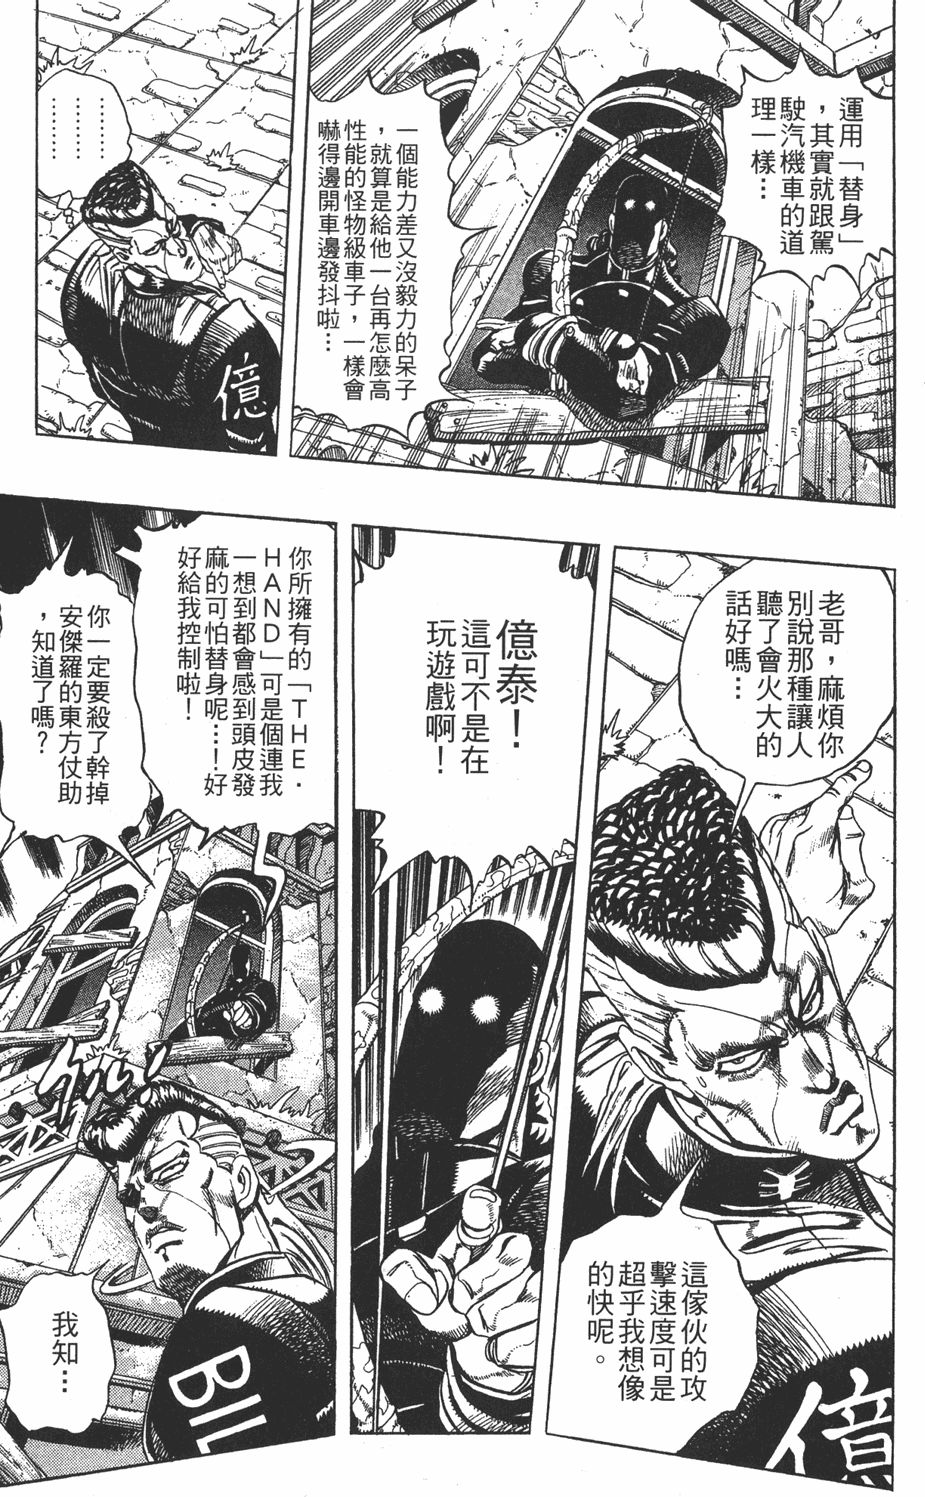 運用「替身」
，其實就跟駕
駛汽機車的道
理一樣…
一個能力差又沒毅力的呆子
，就算是給他一台再怎麼高
性能的怪物級車子，一樣會
嚇得邊開車邊發抖啦…
………
………
………
億
老哥，麻煩你
別說那種讓人
聽了會火大的
話好嗎…
這傢伙的攻
擊速度可是
超乎我想像
的快呢。
億
億泰！
這可不是在
玩遊戲啊！
你所擁有的「THE・
HAND」可是個連我
一想到都會感到頭皮發
麻的可怕替身呢…！好
好給我控制啦！
你一定要殺了幹掉
安傑羅的東方仗助
，知道了嗎？
クルッ！
我知…
BIL